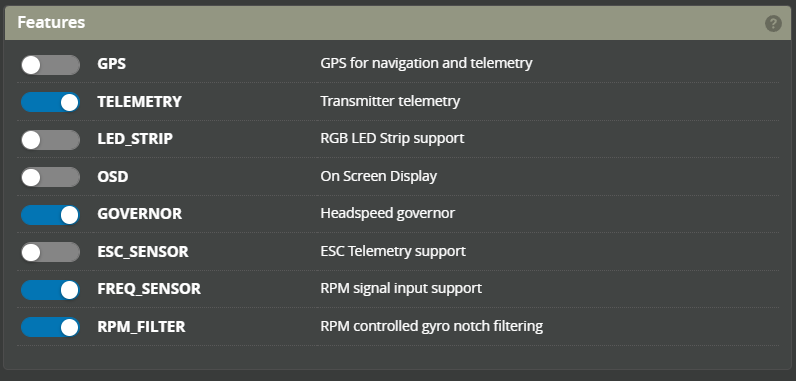 Features ?
GPS GPS for navigation and telemetry
TELEMETRY Transmitter telemetry
LED_STRIP RGB LED Strip support
OSD On Screen Display
GOVERNOR Headspeed governor
ESC_SENSOR ESC Telemetry support
FREQ_SENSOR RPM signal input support
RPM_FILTER RPM controlled gyro notch filtering